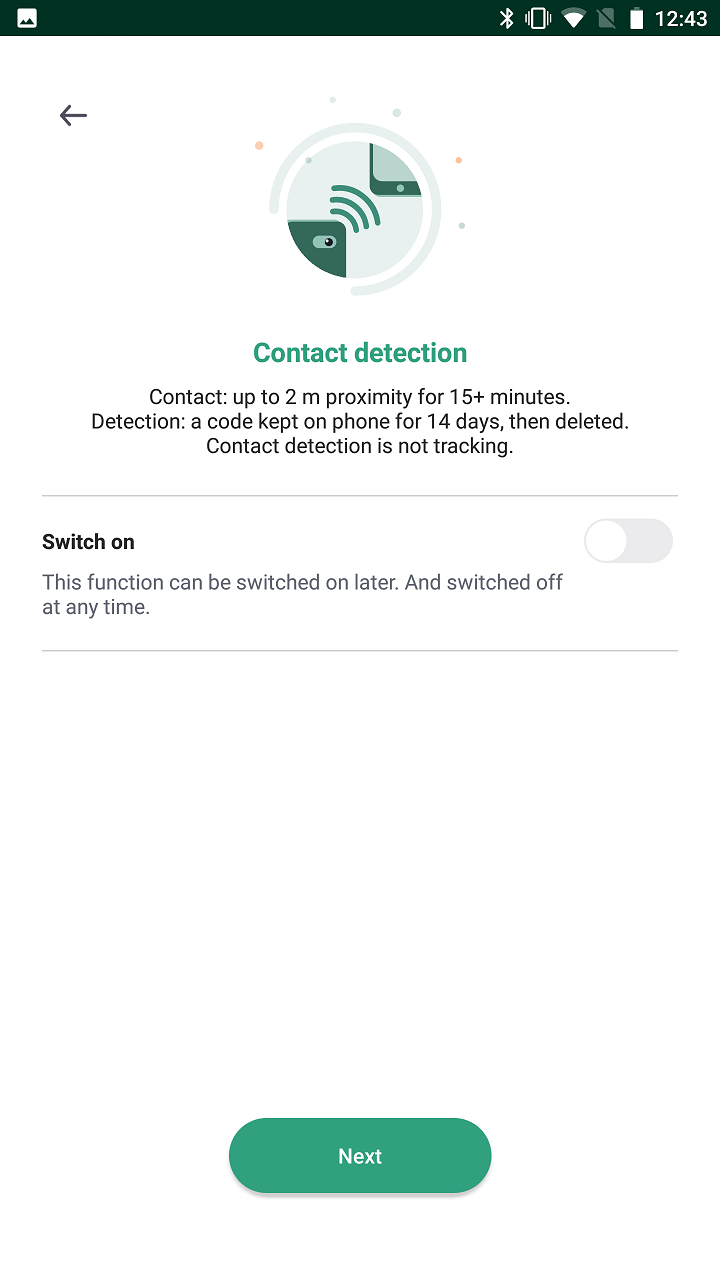 12:43
Contact detection
Contact: up to 2 m proximity for 15+ minutes.
Detection: a code kept on phone for 14 days, then deleted.
Contact detection is not tracking.
Switch on
This function can be switched on later. And switched off
at any time.
Next